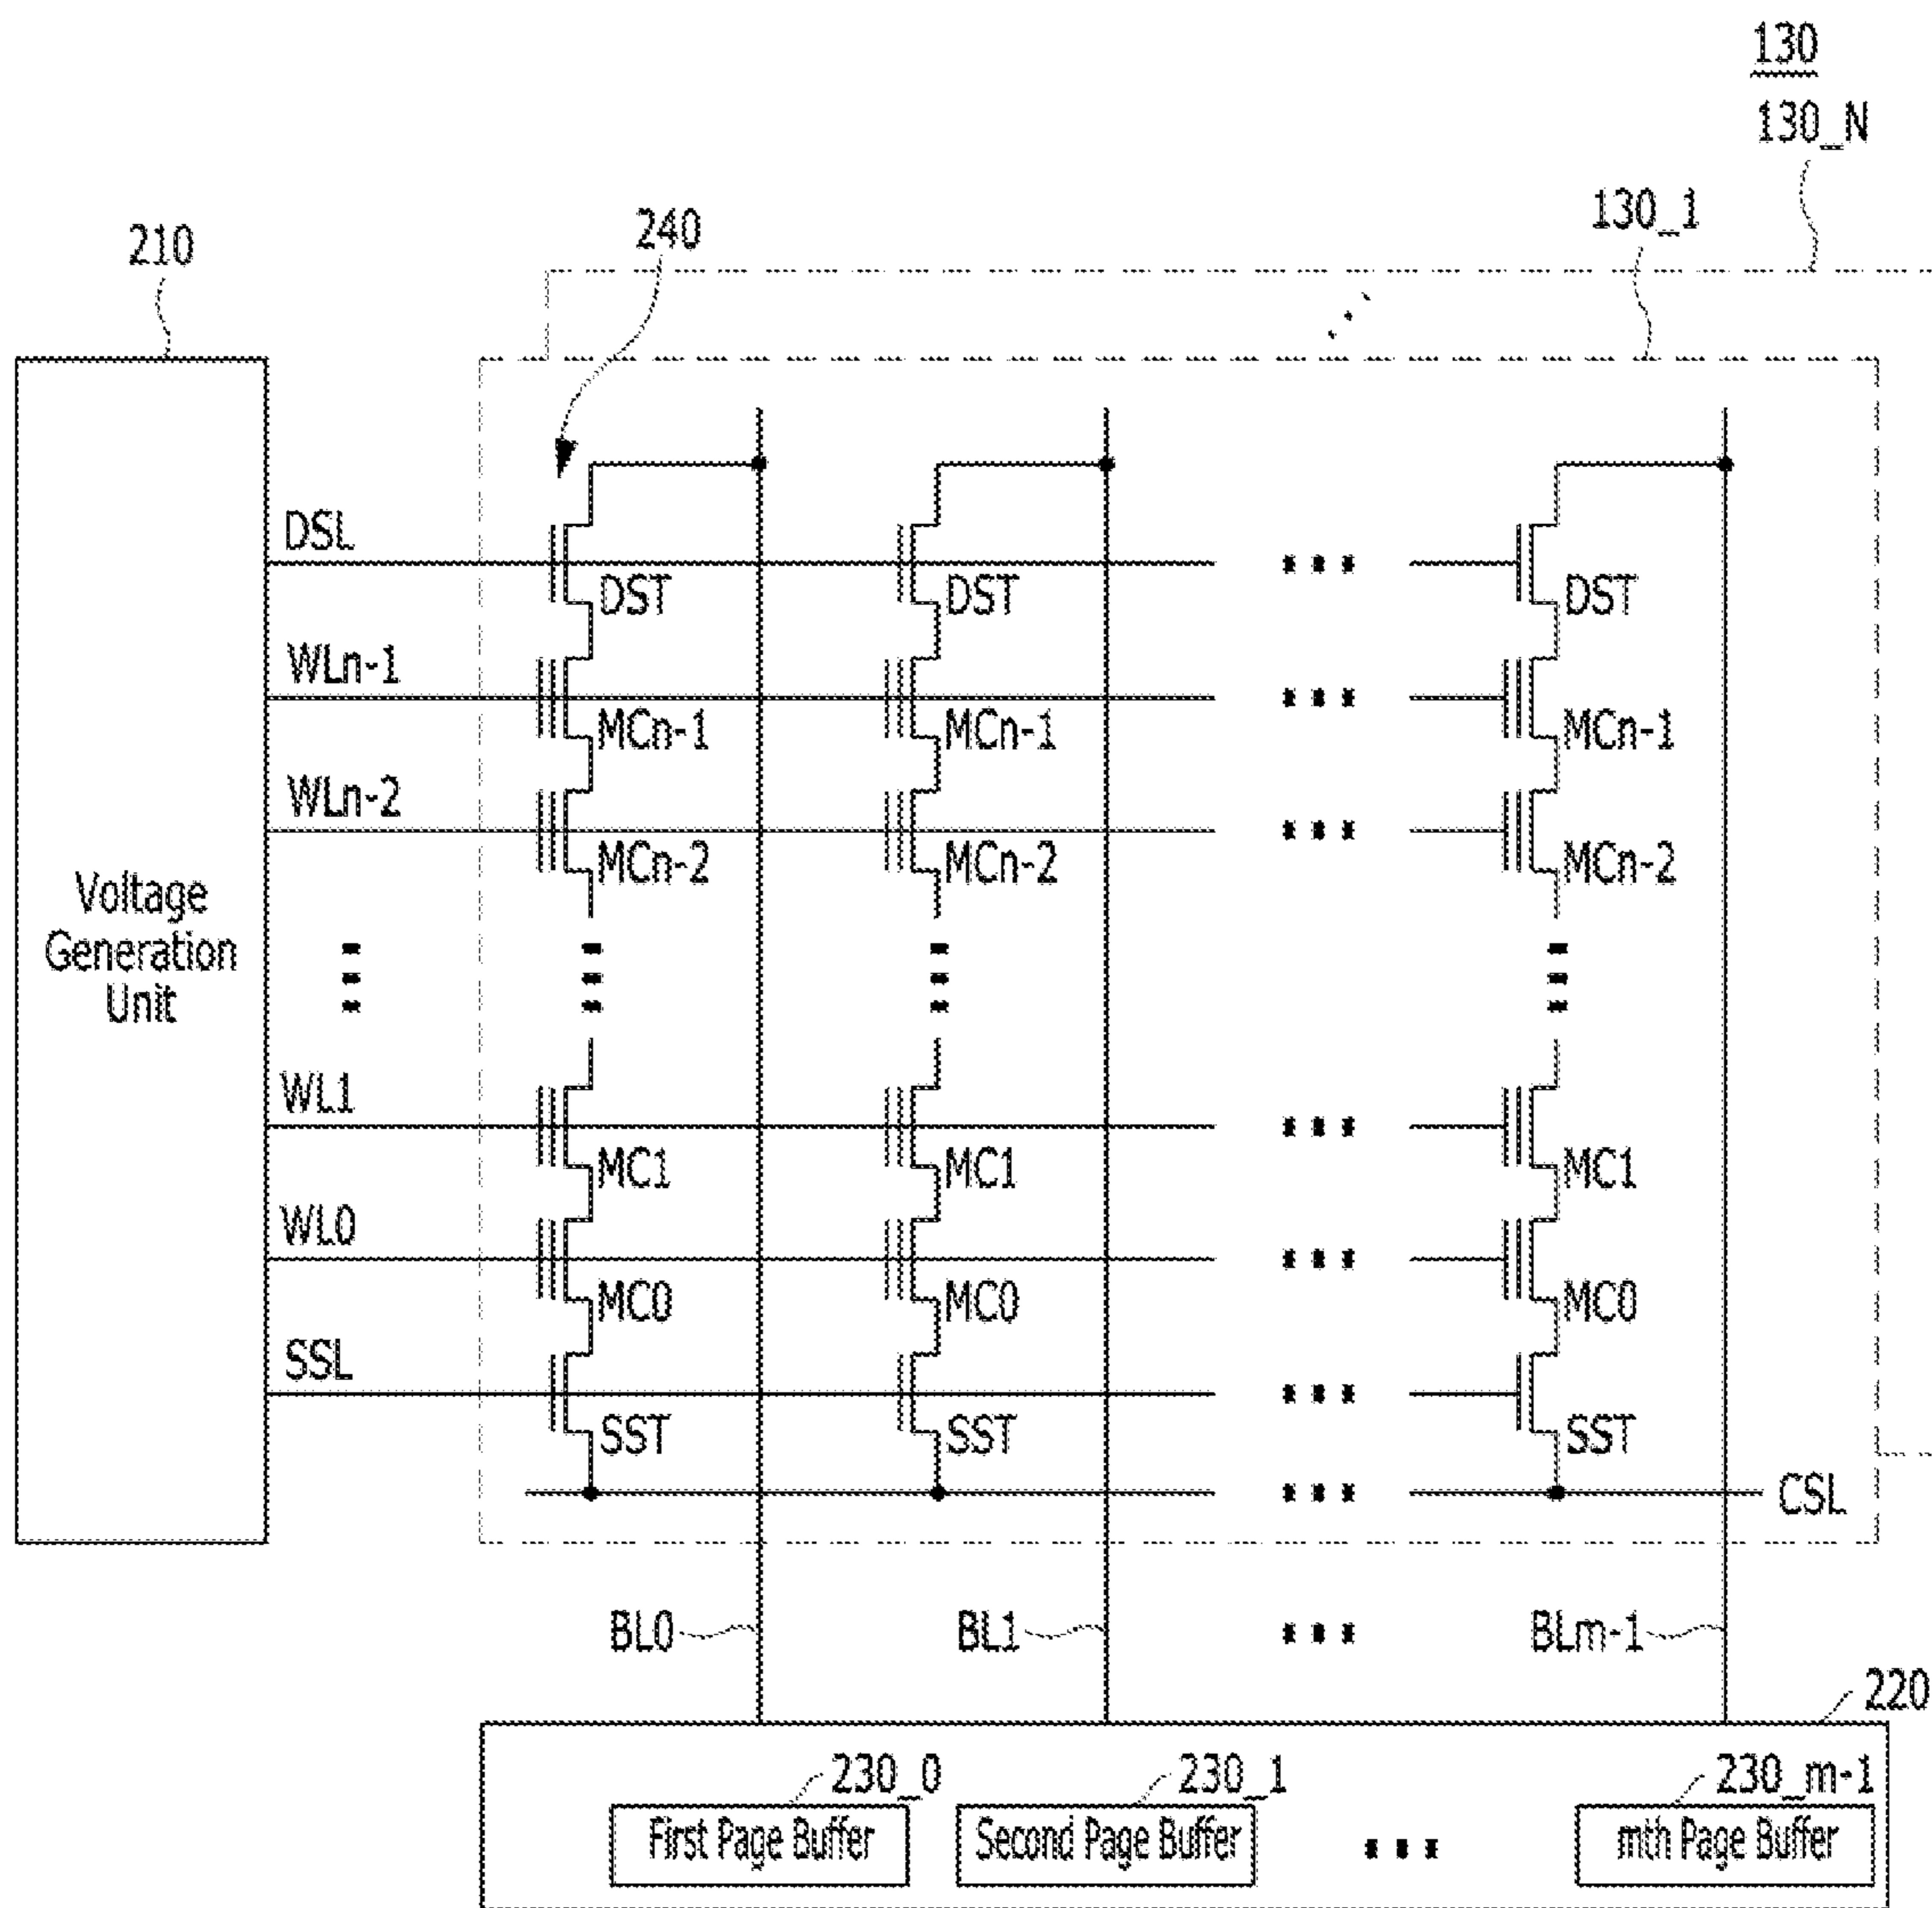 130
130_N
130_1
210
240
DSL
DST DST DST
WLn-1
MCn-1 MCn-1 MCn-1
WLn-2
MCn-2 MCn-2 MCn-2
Voltage
Generation
Unit
WL1
MC1 MC1 MC1
WL0
MC0 MC0 MC0
SSL
SST SST SST
CSL
BL0 BL1 BLm-1
220
230_0 230_1 230_m-1
First Page Buffer Second Page Buffer mth Page Buffer